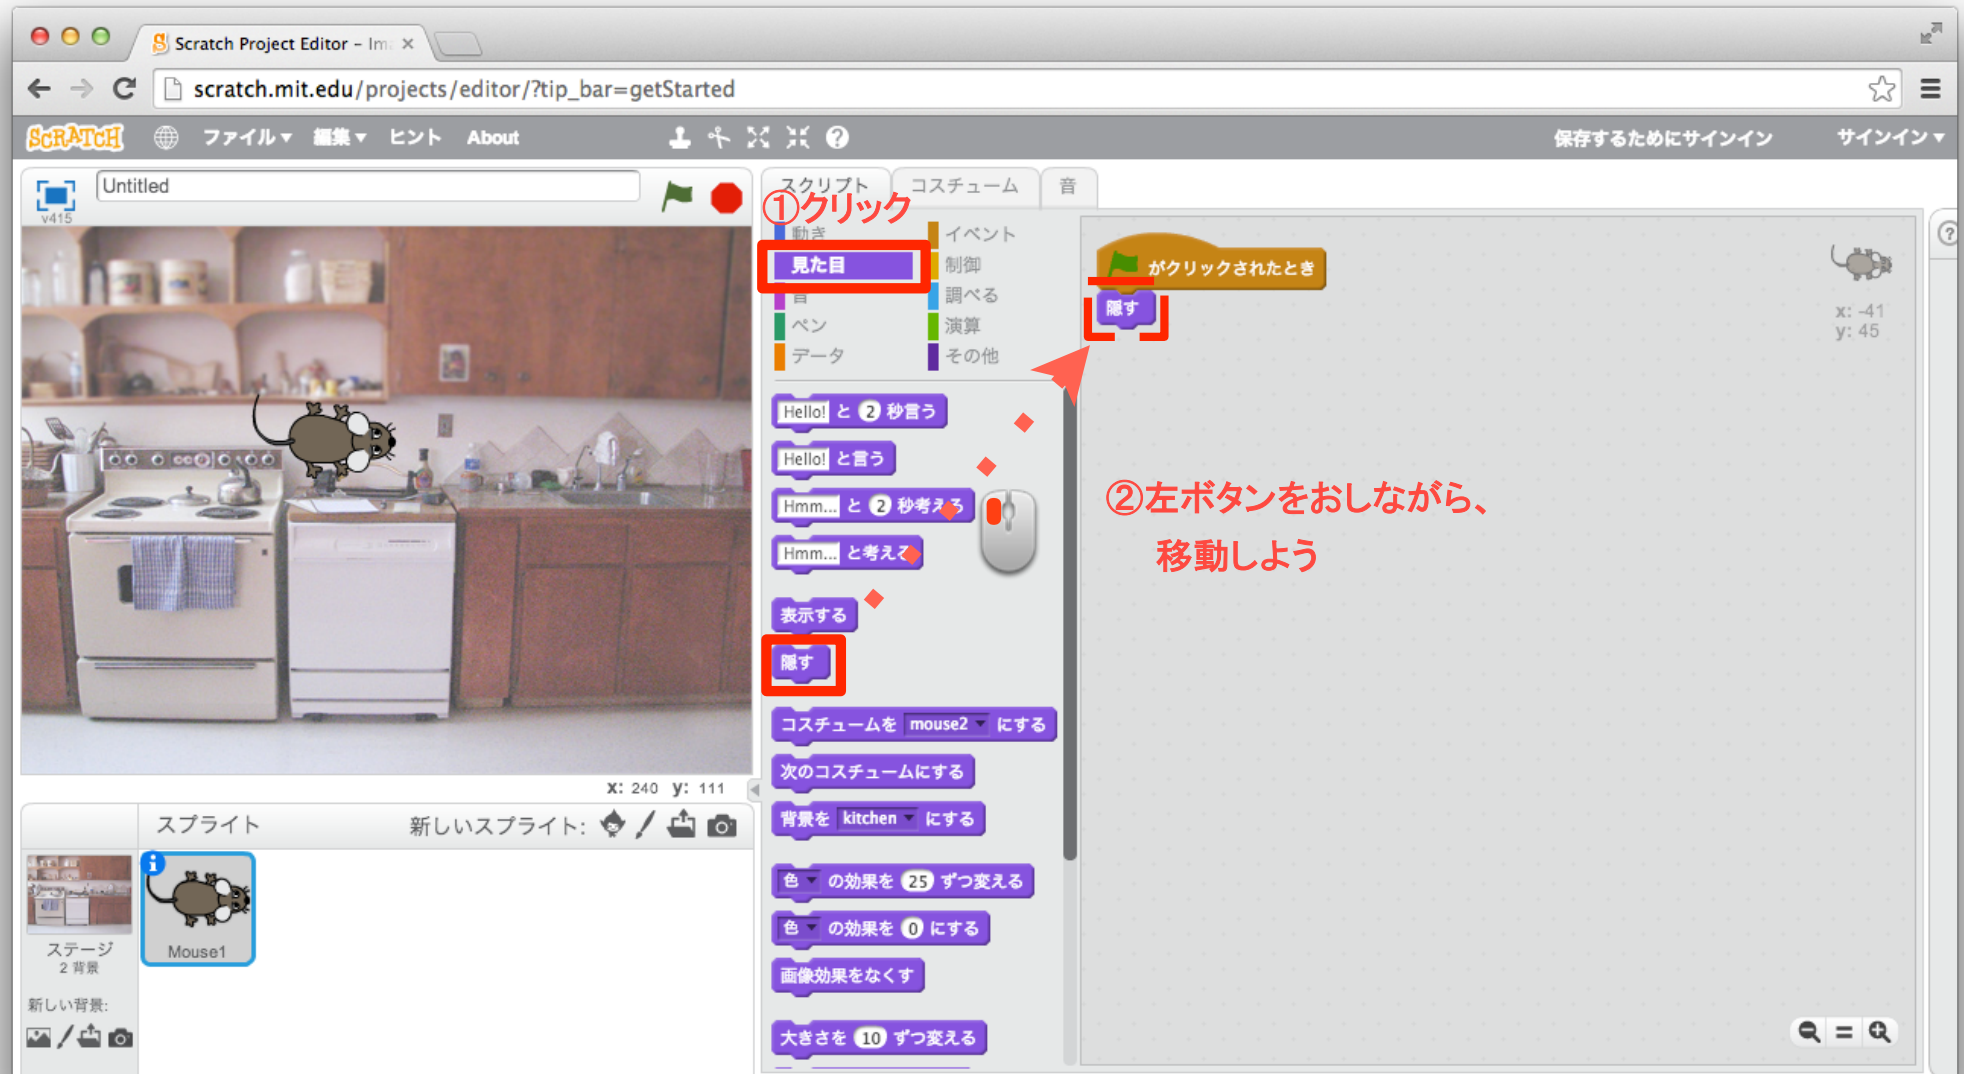 Scratch Project Editor – Im
scratch.mit.edu/projects/editor/?tip_bar=getStarted
SCRATCH
ファイル
編集
ヒント
About
保存するためにサインイン
サインイン
v415
Untitled
スクリプト
コスチューム
音
①クリック
動き
イベント
見た目
制御
音
調べる
ペン
演算
データ
その他
Hello! と 2 秒言う
Hello! と言う
Hmm... と 2 秒考える
Hmm... と考える
表示する
隠す
コスチュームを mouse2 にする
次のコスチュームにする
背景を kitchen にする
色 の効果を 25 ずつ変える
色 の効果を 0 にする
画像効果をなくす
大きさを 10 ずつ変える
がクリックされたとき
隠す
x: -41
y: 45
②左ボタンをおしながら、
移動しよう
x: 240 y: 111
スプライト
新しいスプライト:
ステージ
2 背景
新しい背景:
Mouse1